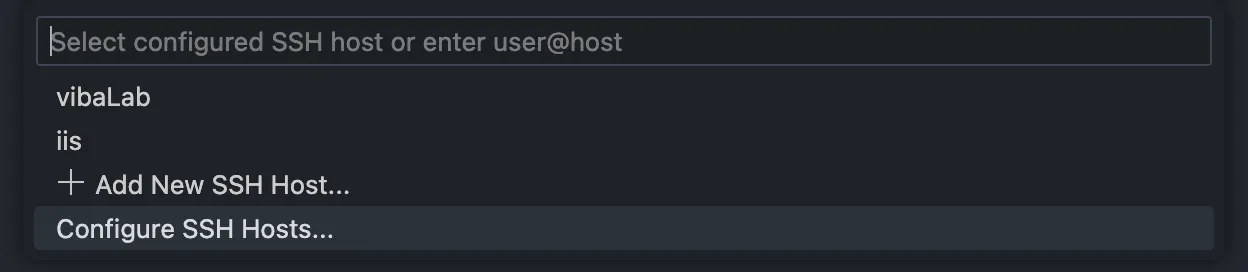 Select configured SSH host or enter user@host
vibaLab
iis
+ Add New SSH Host...
Configure SSH Hosts...